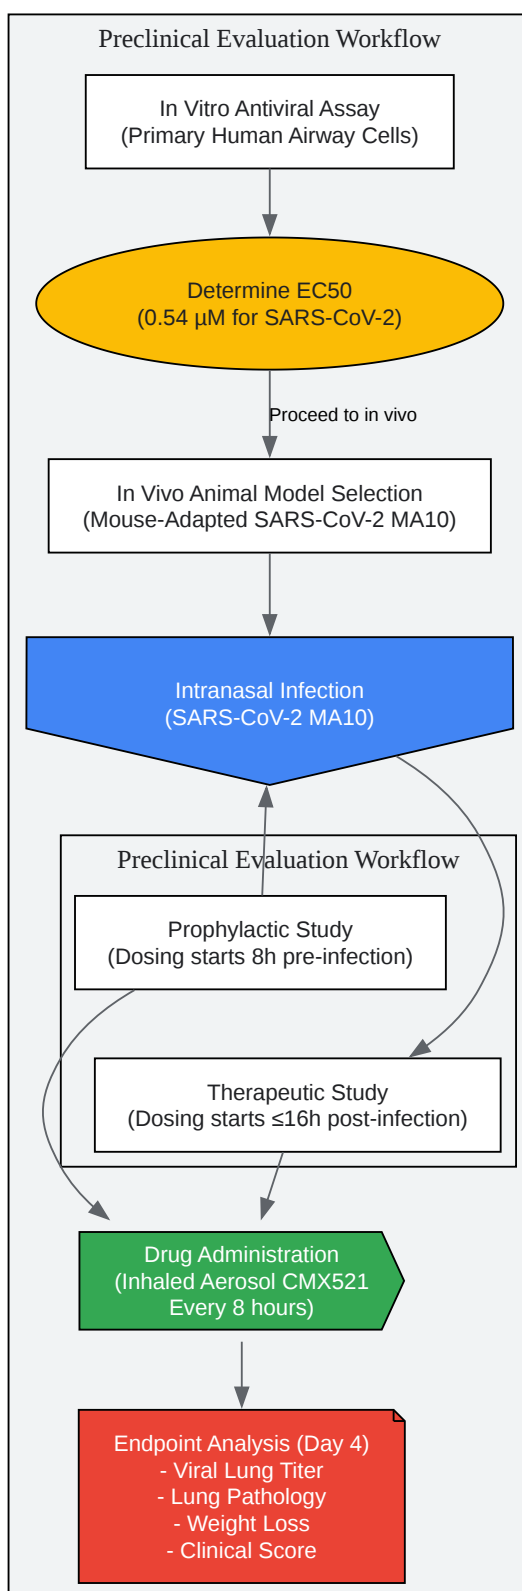 Preclinical Evaluation Workflow
In Vitro Antiviral Assay
(Primary Human Airway Cells)
Determine EC50
(0.54 µM for SARS-CoV-2)
Proceed to in vivo
In Vivo Animal Model Selection
(Mouse-Adapted SARS-CoV-2 MA10)
Intranasal Infection
(SARS-CoV-2 MA10)
Preclinical Evaluation Workflow
Prophylactic Study
(Dosing starts 8h pre-infection)
Therapeutic Study
(Dosing starts ≤16h post-infection)
Drug Administration
(Inhaled Aerosol CMX521
Every 8 hours)
Endpoint Analysis (Day 4)
- Viral Lung Titer
- Lung Pathology
- Weight Loss
- Clinical Score